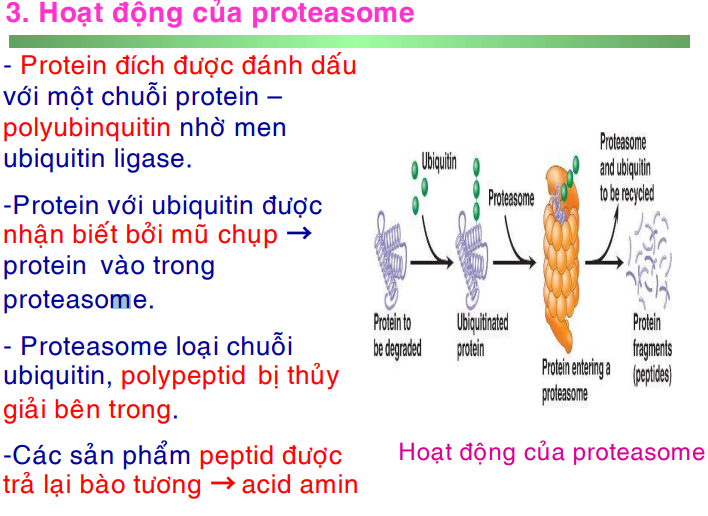 3. Hoạt động của proteasome
- Protein đích được đánh dấu
với một chuỗi protein –
polyubinquitin nhờ men
ubiquitin ligase.
-Protein với ubiquitin được
nhận biết bởi mũ chụp →
protein vào trong
proteasome.
- Proteasome loại chuỗi
ubiquitin, polypeptid bị thủy
giải bên trong.
-Các sản phẩm peptid được
trả lại bào tương → acid amin
Ubiquitin
Proteasome
Proteasome
and ubiquitin
to be recycled
Protein to
be degraded
Ubiquitinated
protein
Protein entering a
proteasome
Protein
fragments
(peptides)
Hoạt động của proteasome